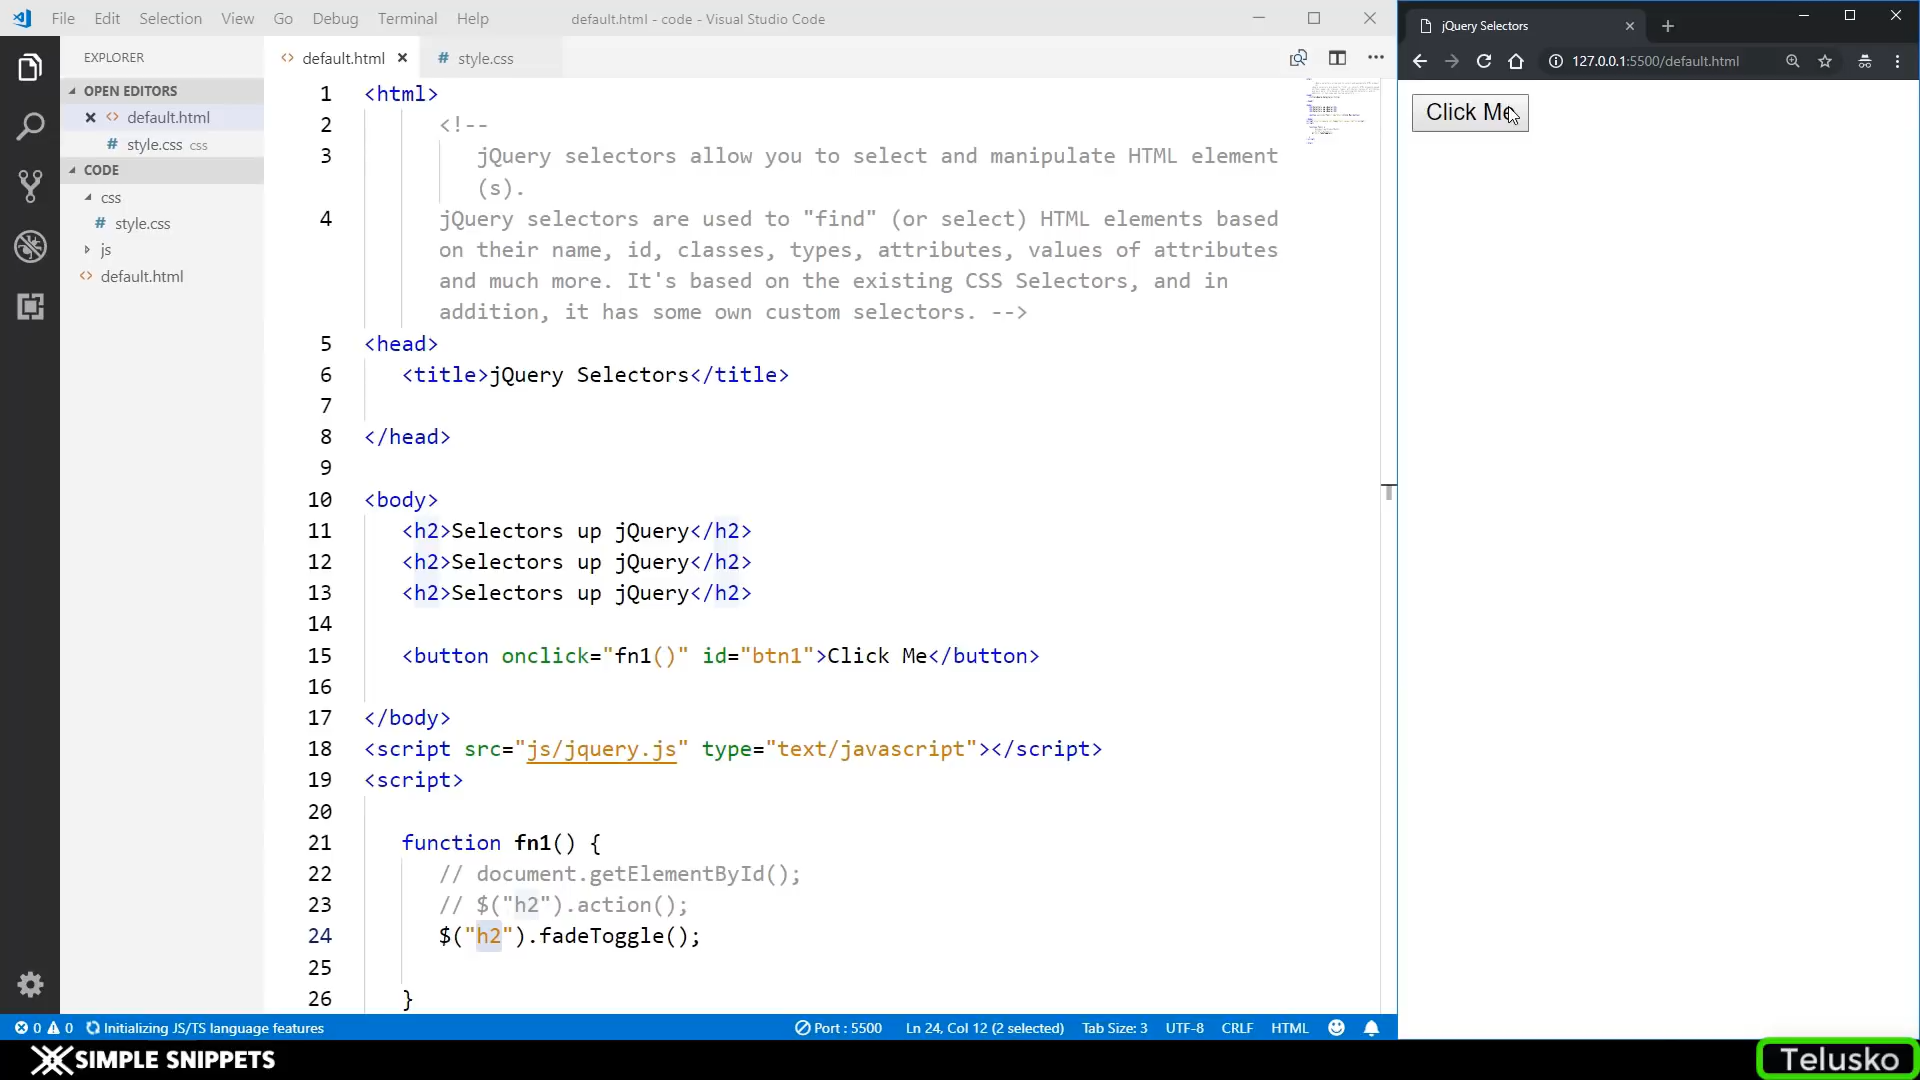 File Edit Selection View Go Debug Terminal Help default.html - code - Visual Studio Code
jQuery Selectors
EXPLORER
default.html
# style.css
127.0.0.1:5500/default.html
OPEN EDITORS
default.html
# style.css css
CODE
css
# style.css
js
default.html
1 <html>
2 <!--
3 jQuery selectors allow you to select and manipulate HTML element
(s).
4 jQuery selectors are used to "find" (or select) HTML elements based
on their name, id, classes, types, attributes, values of attributes
and much more. It's based on the existing CSS Selectors, and in
addition, it has some own custom selectors. -->
5 <head>
6 <title>jQuery Selectors</title>
7
8 </head>
9
10 <body>
11 <h2>Selectors up jQuery</h2>
12 <h2>Selectors up jQuery</h2>
13 <h2>Selectors up jQuery</h2>
14
15 <button onclick="fn1()" id="btn1">Click Me</button>
16
17 </body>
18 <script src="js/jquery.js" type="text/javascript"></script>
19 <script>
20
21 function fn1() {
22 // document.getElementById();
23 // $("h2").action();
24 $("h2").fadeToggle();
25
26 }
Click Me
0 0 Initializing JS/TS language features Port : 5500 Ln 24, Col 12 (2 selected) Tab Size: 3 UTF-8 CRLF HTML
SIMPLE SNIPPETS
Telusko